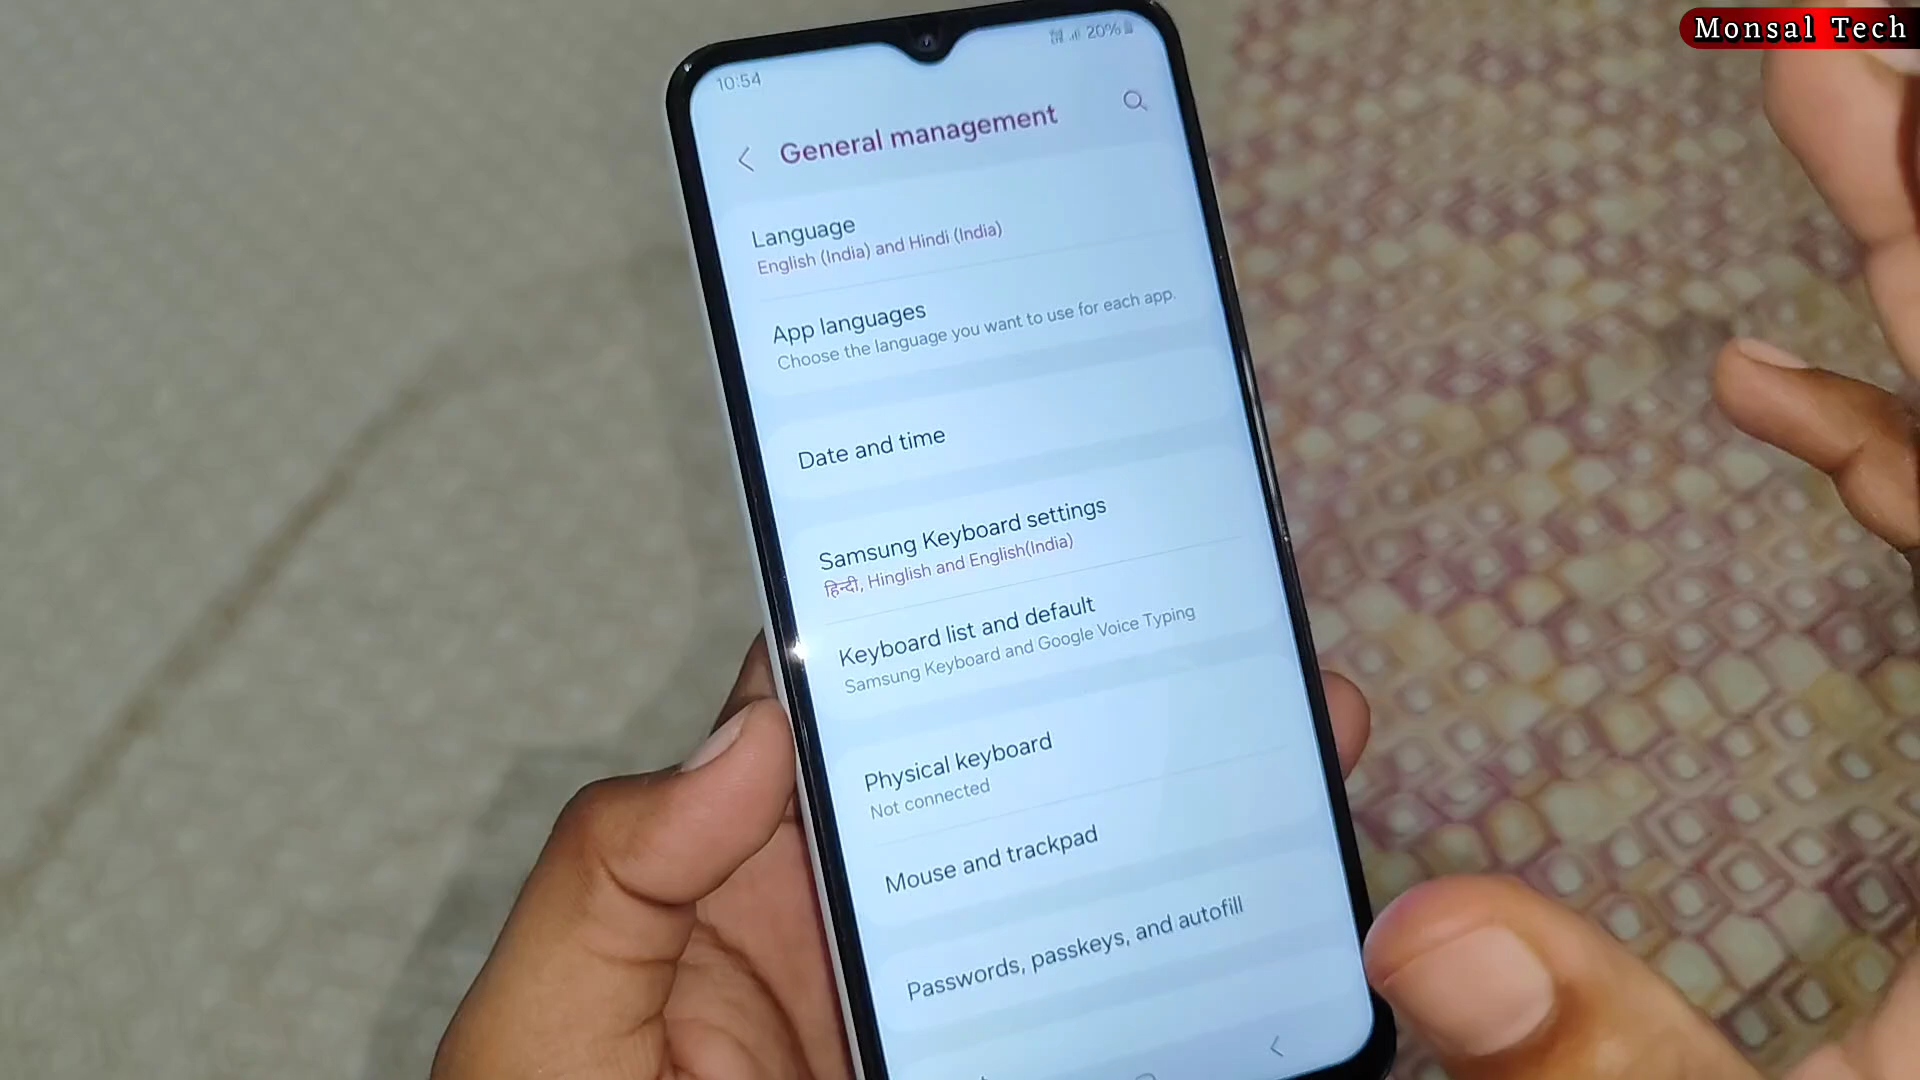 Monsal Tech
10:54
20%
General management
Language
English (India) and Hindi (India)
App languages
Choose the language you want to use for each app.
Date and time
Samsung Keyboard settings
हिन्दी, Hinglish and English(India)
Keyboard list and default
Samsung Keyboard and Google Voice Typing
Physical keyboard
Not connected
Mouse and trackpad
Passwords, passkeys, and autofill